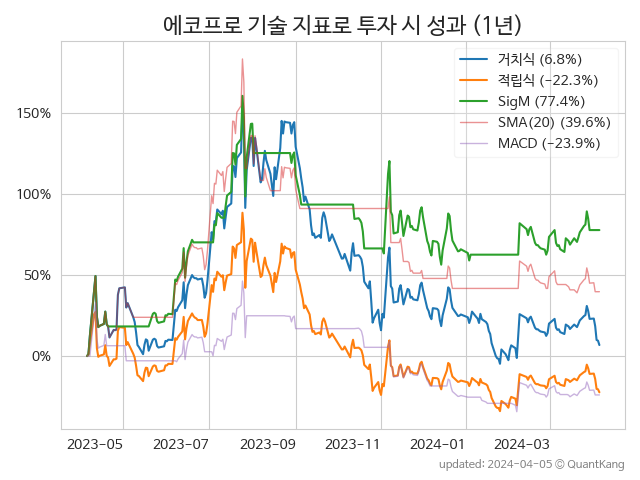 에코프로 기술 지표로 투자 시 성과 (1년)
거치식 (6.8%)
적립식 (−22.3%)
SigM (77.4%)
SMA(20) (39.6%)
MACD (−23.9%)
150%
100%
50%
0%
2023−05
2023−07
2023−09
2023−11
2024−01
2024−03
updated: 2024−04−05 © QuantKang